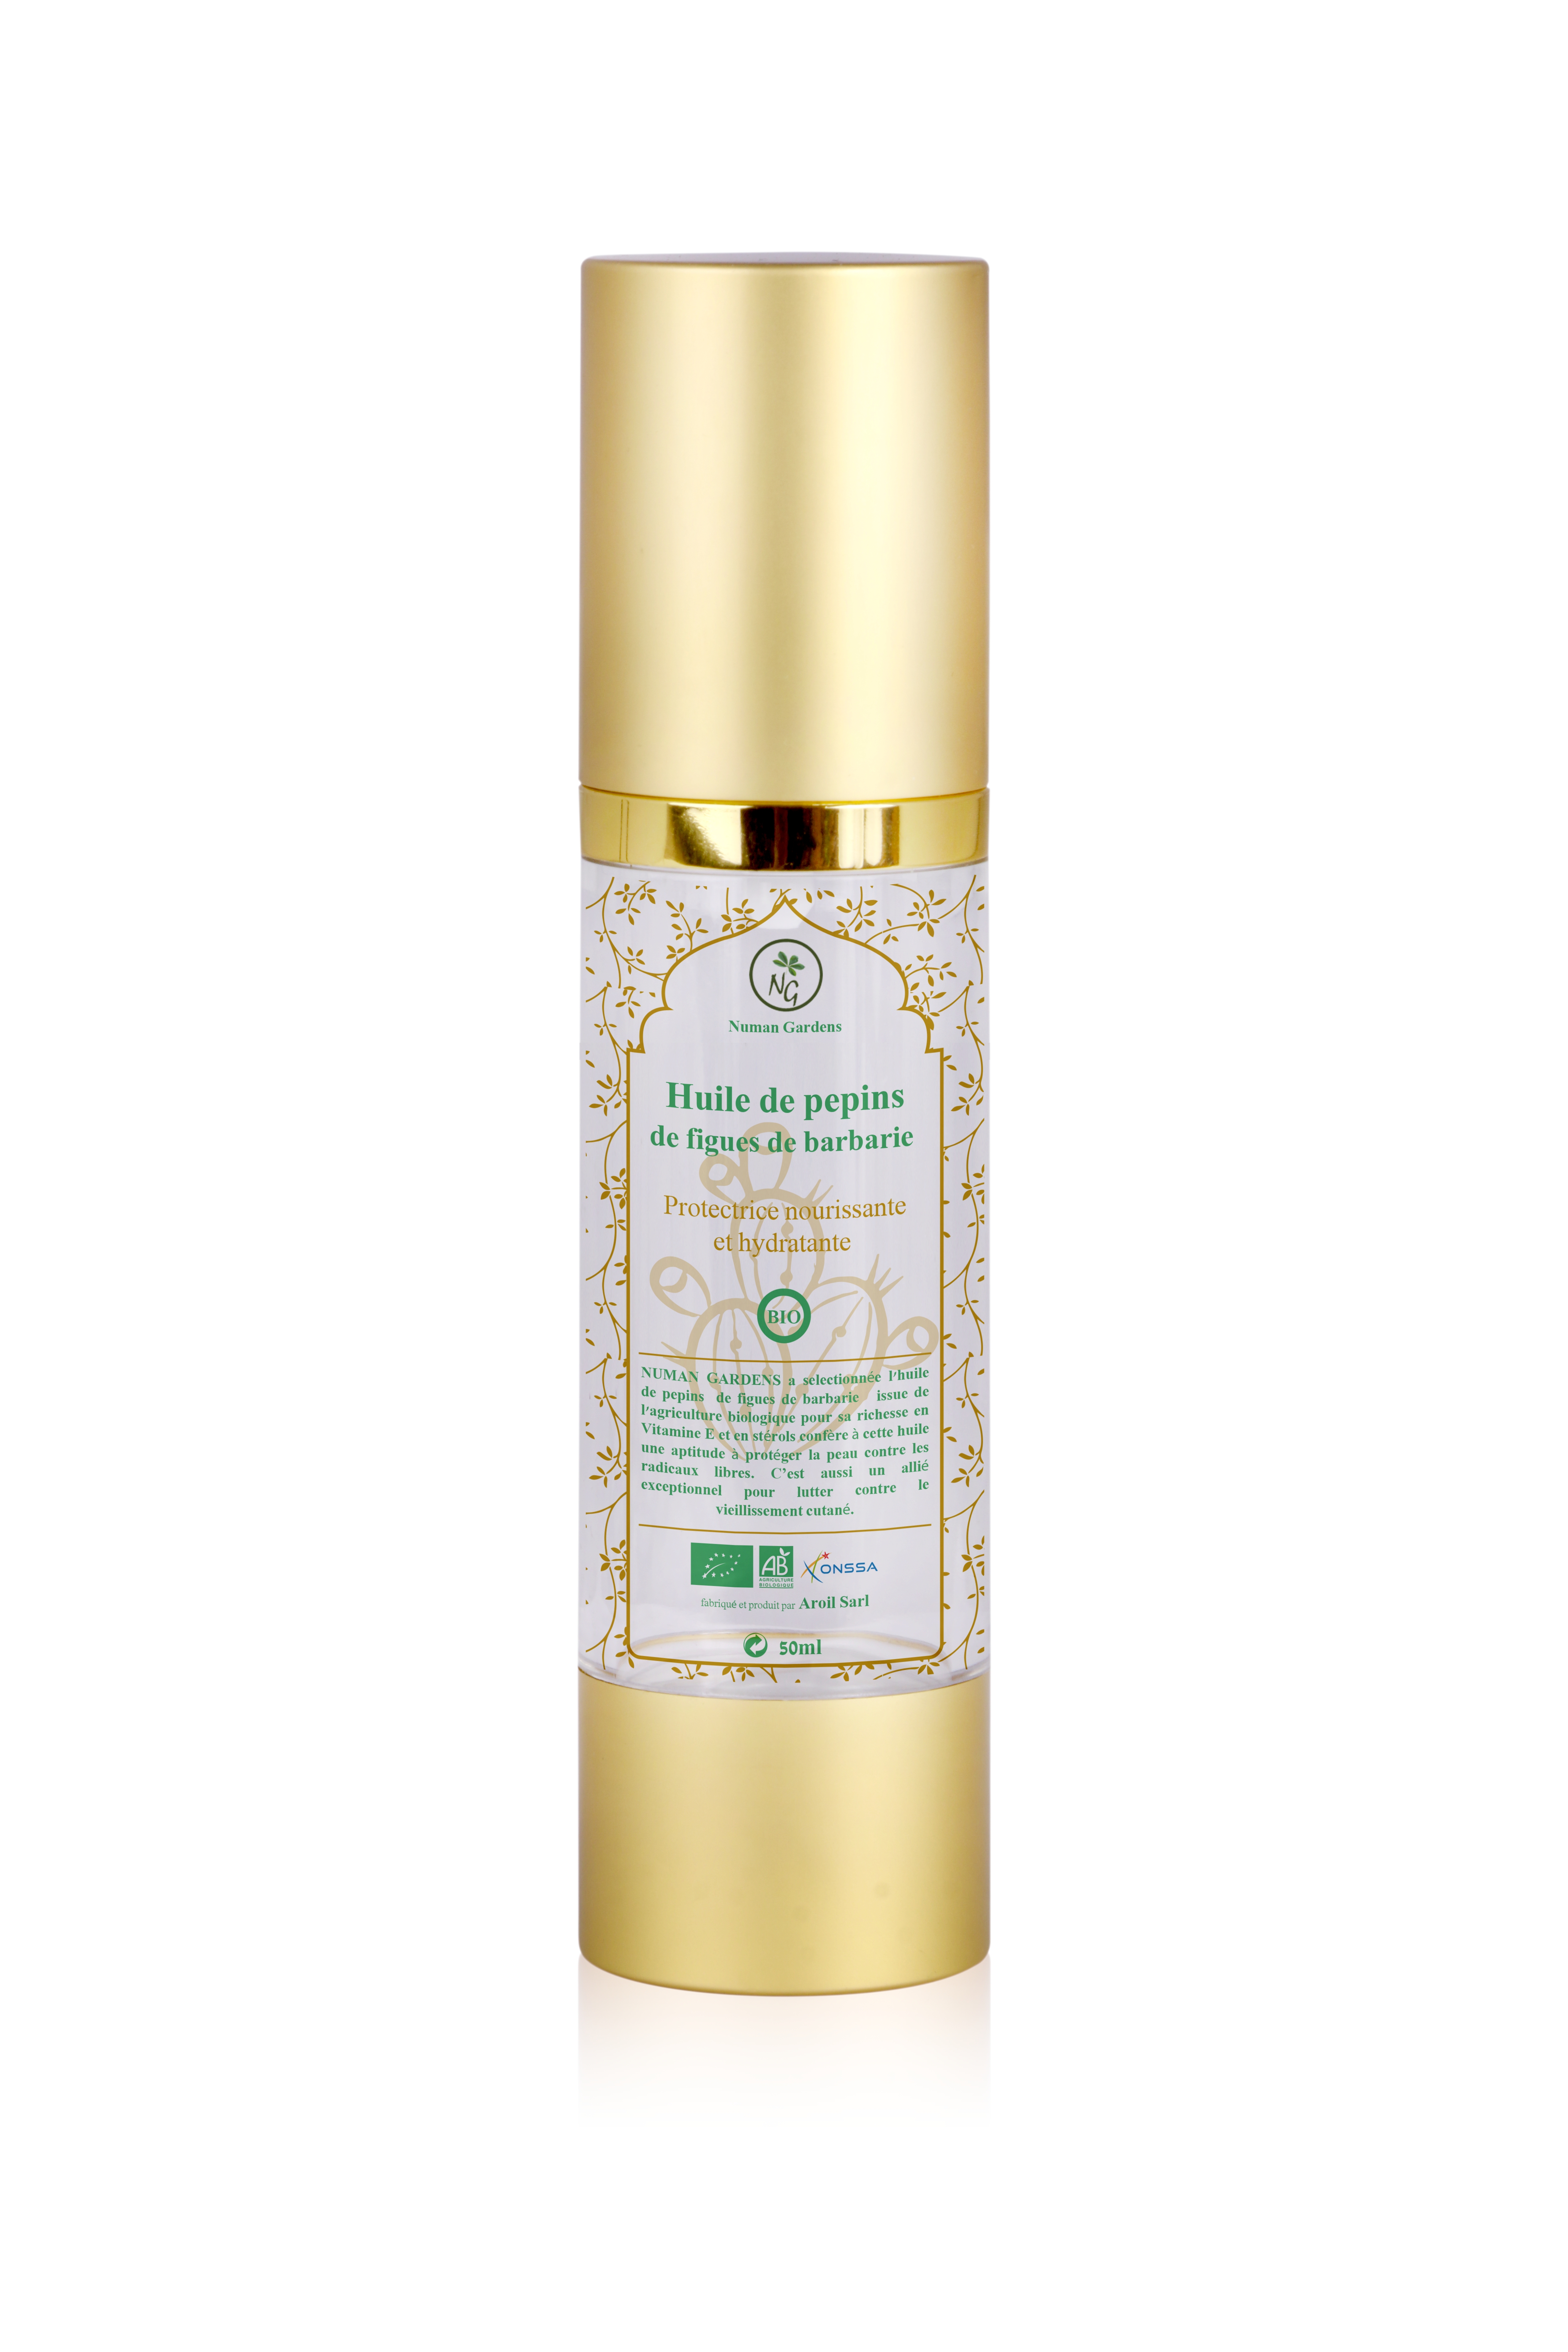 NG
Numan Gardens
Huile de pepins
de figues de barbarie
Protectrice nourissante
et hydratante
BIO
NUMAN GARDENS a selectionnée l'huile
de pepins de figues de barbarie issue de
l'agriculture biologique pour sa richesse en
Vitamine E et en stérols confère à cette huile
une aptitude à protéger la peau contre les
radicaux libres. C'est aussi un allié
exceptionnel pour lutter contre le
vieillissement cutané.
AB ONSSA
AGRICULTURE
BIOLOGIQUE
fabriqué et produit par Aroil Sarl
50ml